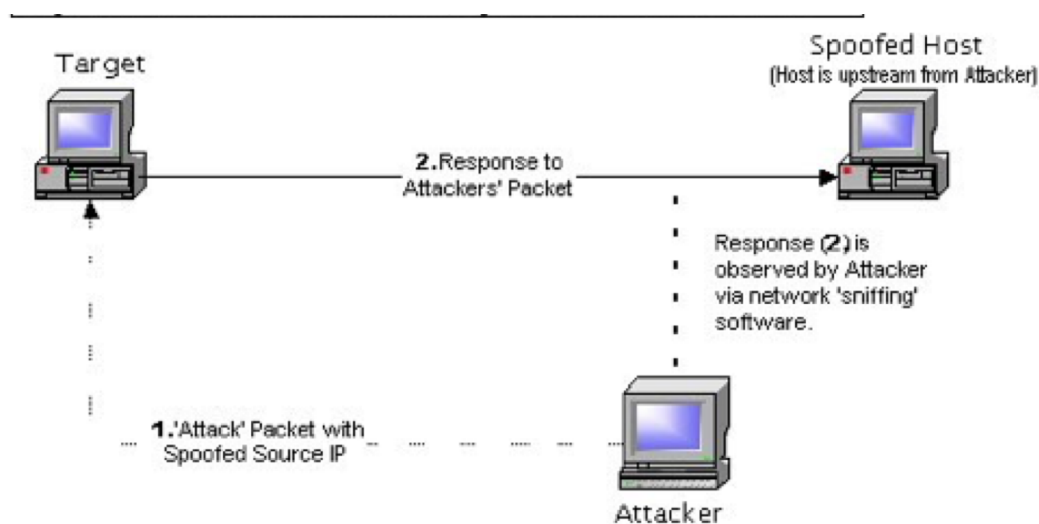 Target
Spoofed Host
(Host is upstream from Attacker)
2.Response to
Attackers' Packet
Response (2) is
observed by Attacker
via network 'sniffing'
software.
1.'Attack' Packet with
Spoofed Source IP
Attacker